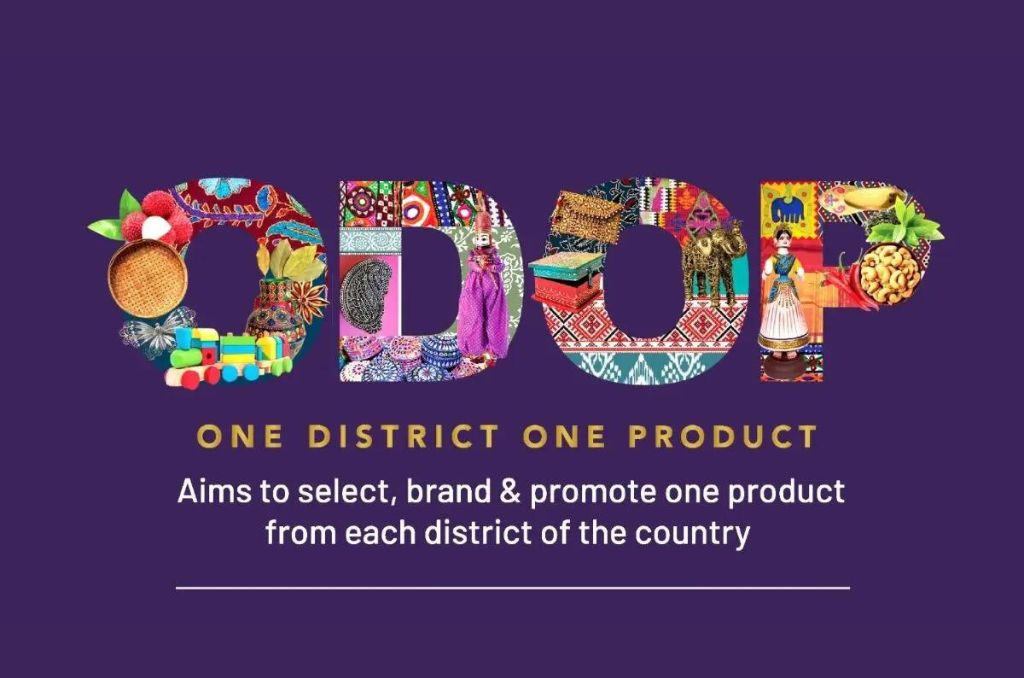 ODOP
ONE DISTRICT ONE PRODUCT
Aims to select, brand & promote one product
from each district of the country